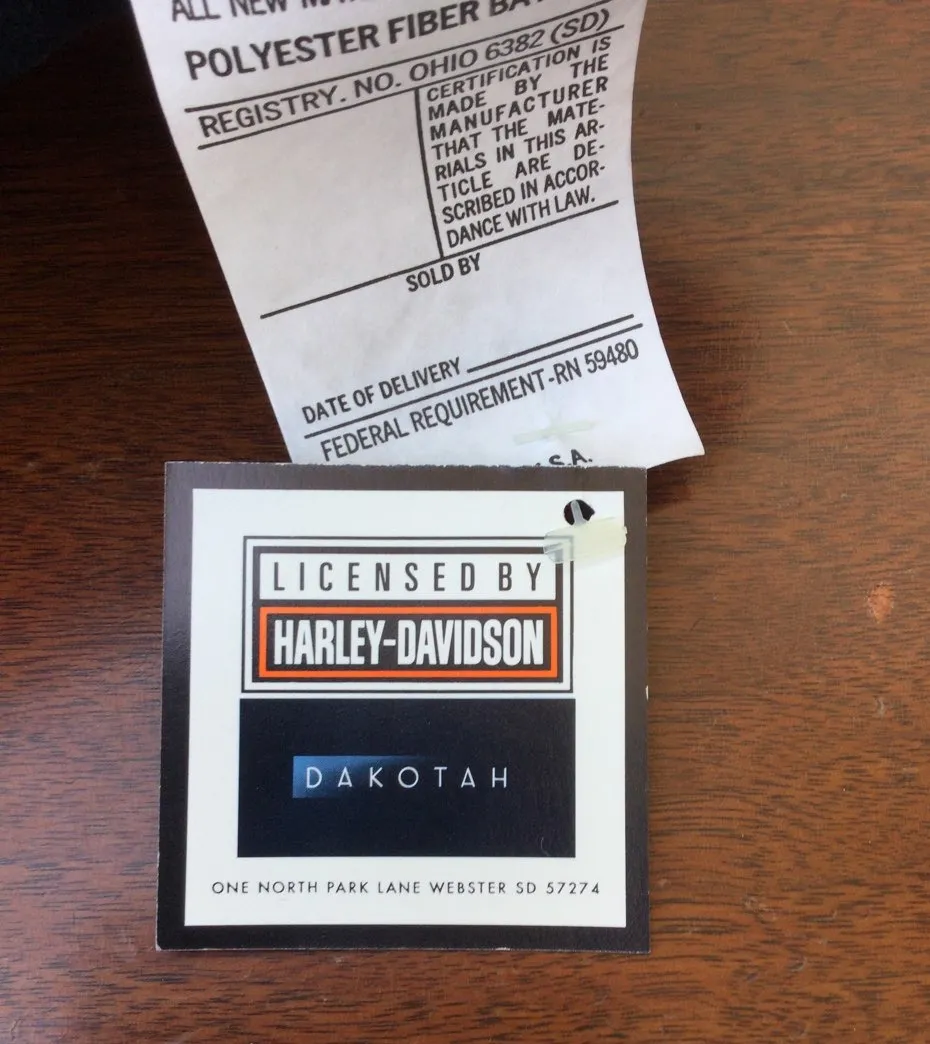 ALL NEW
POLYESTER FIBER
REGISTRY. NO. OHIO 6382 (SD)
CERTIFICATION IS
MADE BY THE
MANUFACTURER
THAT THE MATE-
RIALS IN THIS AR-
TICLE ARE DE-
SCRIBED IN ACCOR-
DANCE WITH LAW.
SOLD BY
DATE OF DELIVERY
FEDERAL REQUIREMENT-RN 59480
S.A.
LICENSED BY
HARLEY-DAVIDSON
DAKOTAH
ONE NORTH PARK LANE WEBSTER SD 57274